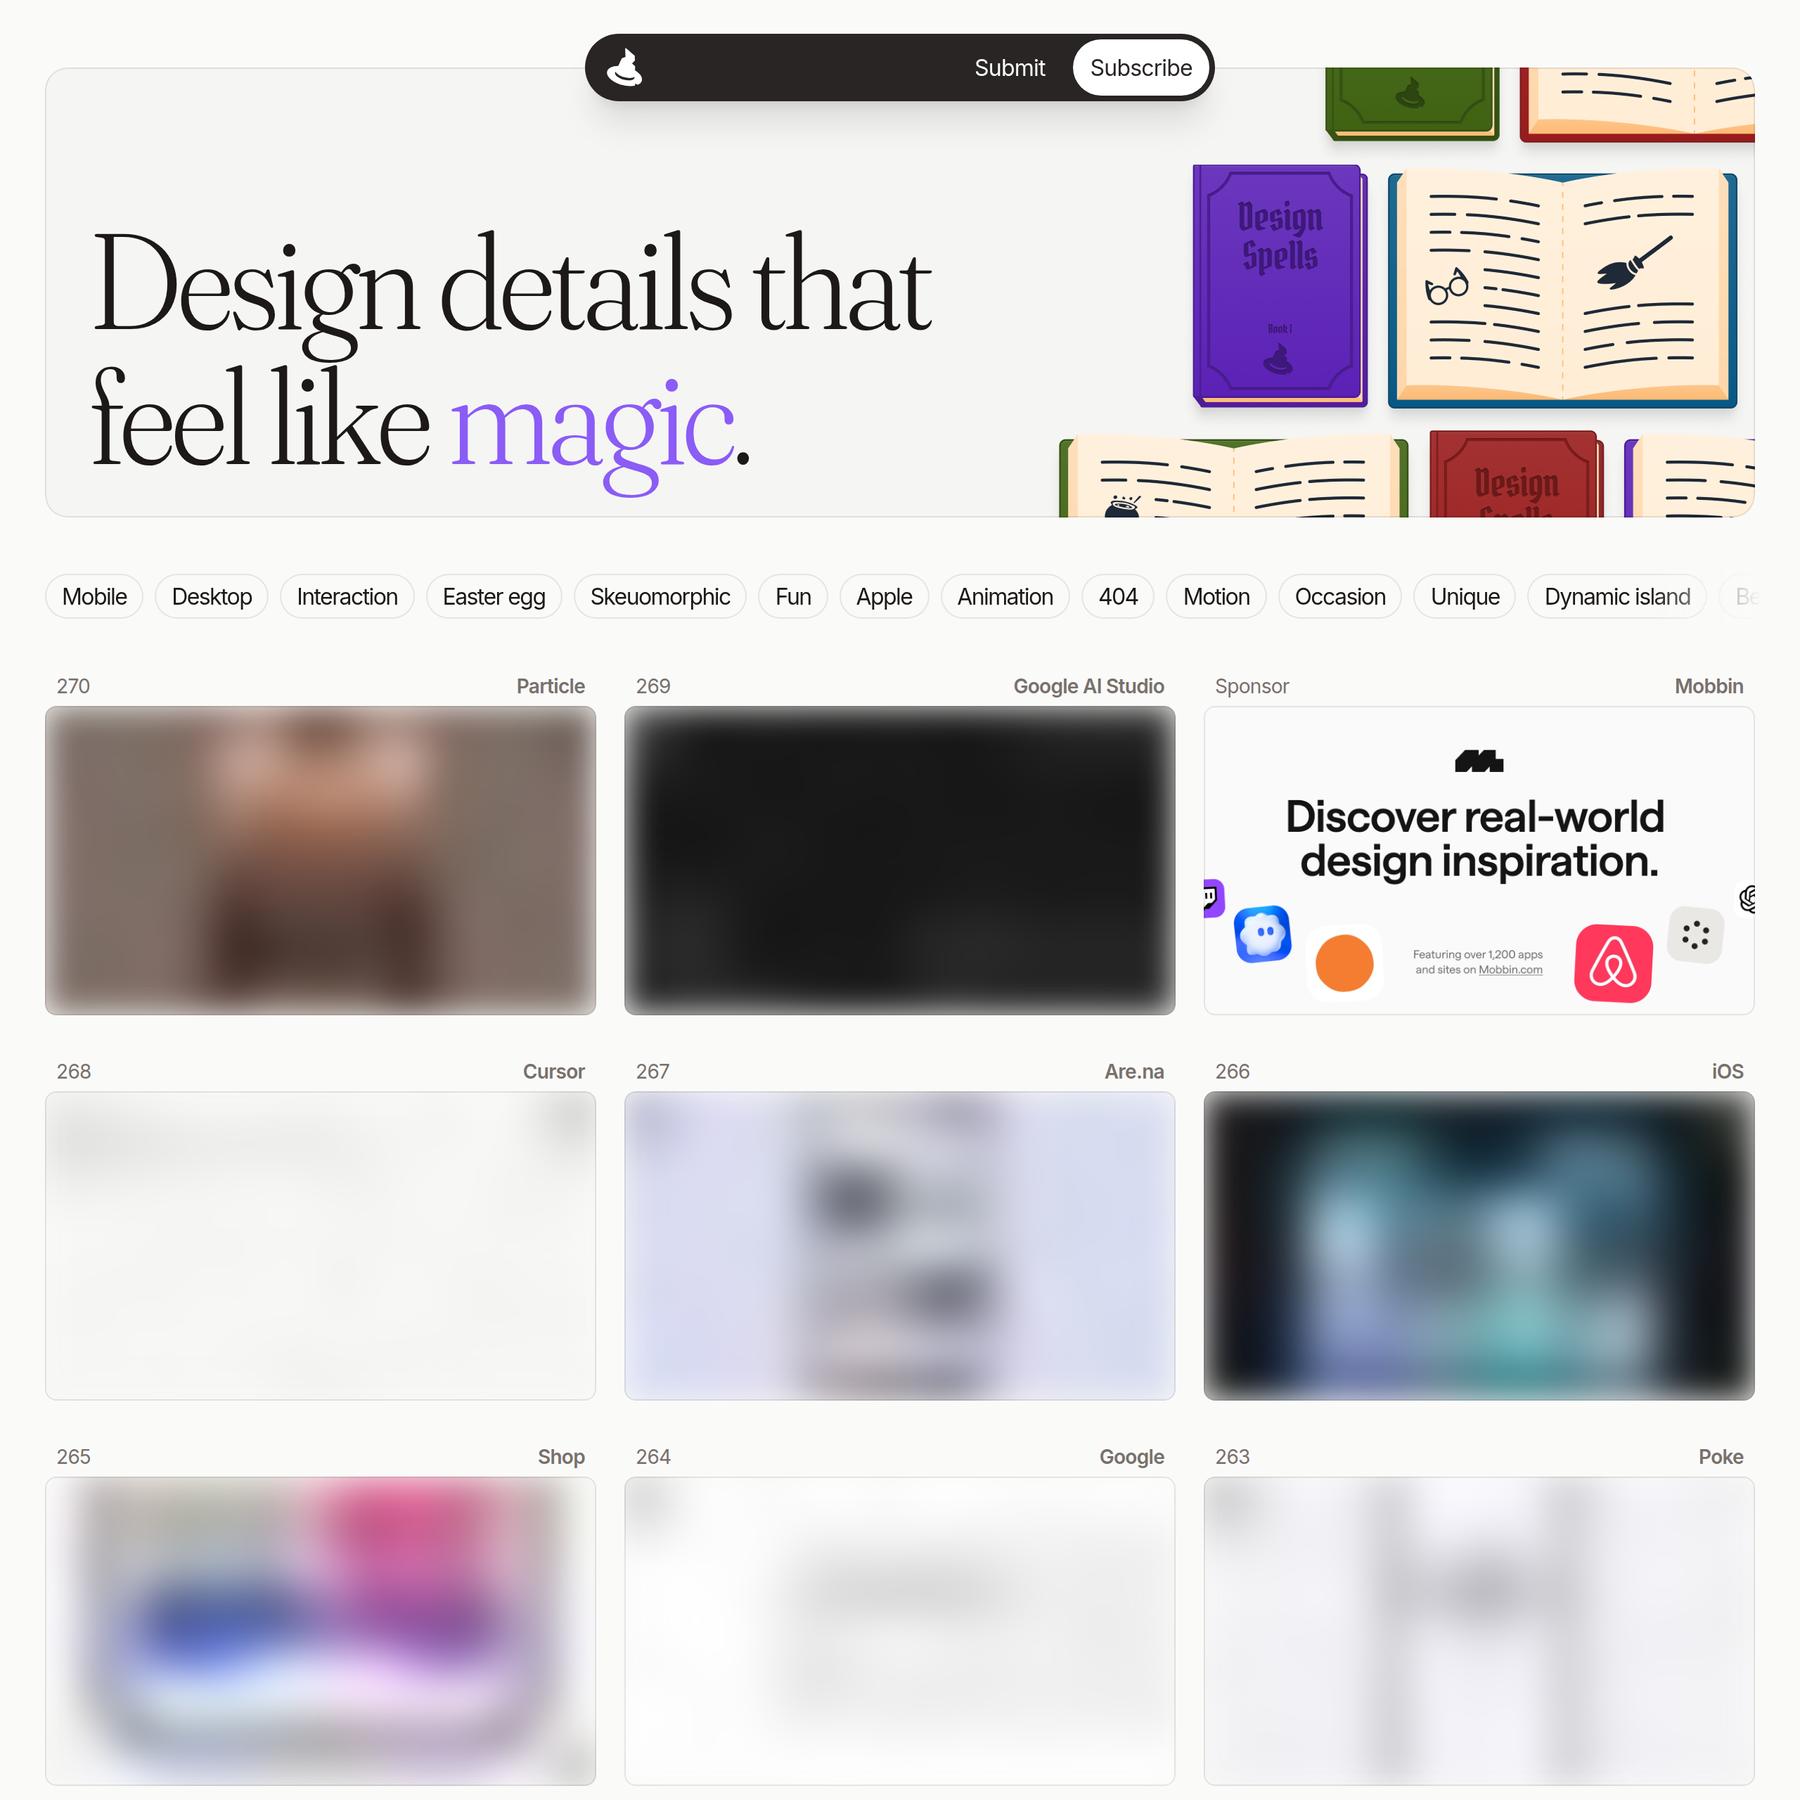 Submit
Subscribe
Design details that
feel like magic.
Design
Spells
Book 1
Design
Mobile
Desktop
Interaction
Easter egg
Skeuomorphic
Fun
Apple
Animation
404
Motion
Occasion
Unique
Dynamic island
270
Particle
269
Google AI Studio
Sponsor
Mobbin
Discover real-world
design inspiration.
Featuring over 1,200 apps
and sites on Mobbin.com
268
Cursor
267
Are.na
266
iOS
265
Shop
264
Google
263
Poke